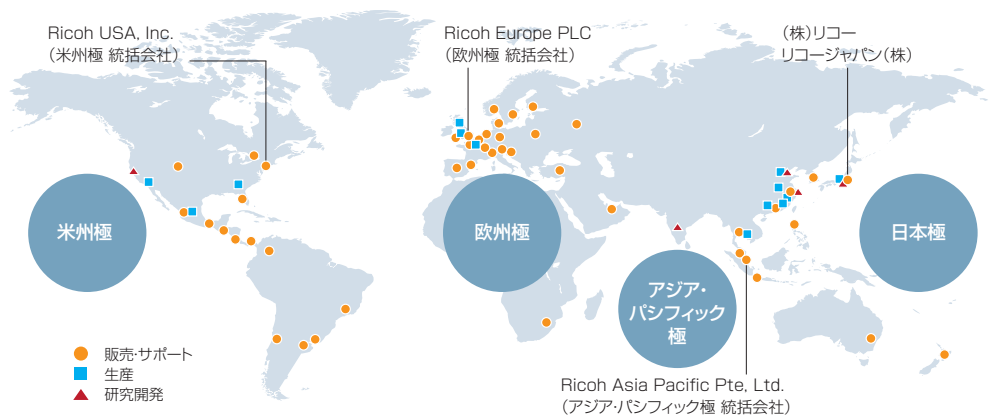 Ricoh USA, Inc.
（米州極 統括会社）
Ricoh Europe PLC
（欧州極 統括会社）
（株）リコー
リコージャパン（株）
米州極
欧州極
日本極
アジア・
パシフィック
極
販売・サポート
生産
研究開発
Ricoh Asia Pacific Pte, Ltd.
（アジア・パシフィック極 統括会社）